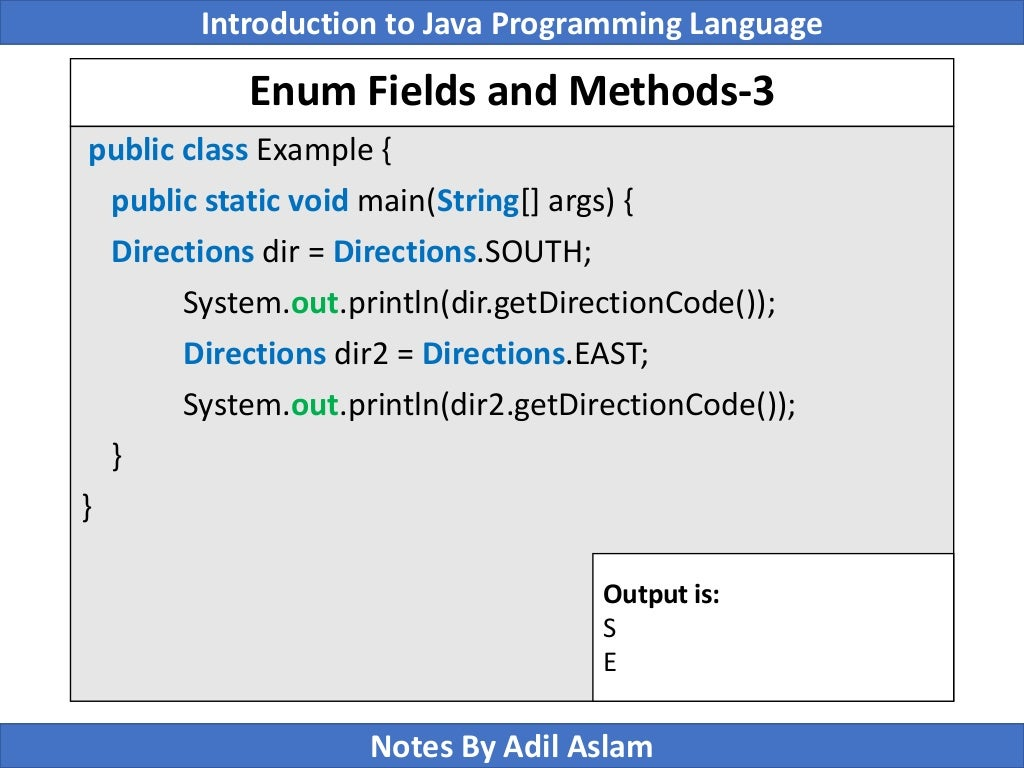 Introduction to Java Programming Language
Enum Fields and Methods-3
public class Example {
public static void main(String[] args) {
Directions dir = Directions.SOUTH;
System.out.println(dir.getDirectionCode());
Directions dir2 = Directions.EAST;
System.out.println(dir2.getDirectionCode());
}
}
Output is:
S
E
Notes By Adil Aslam